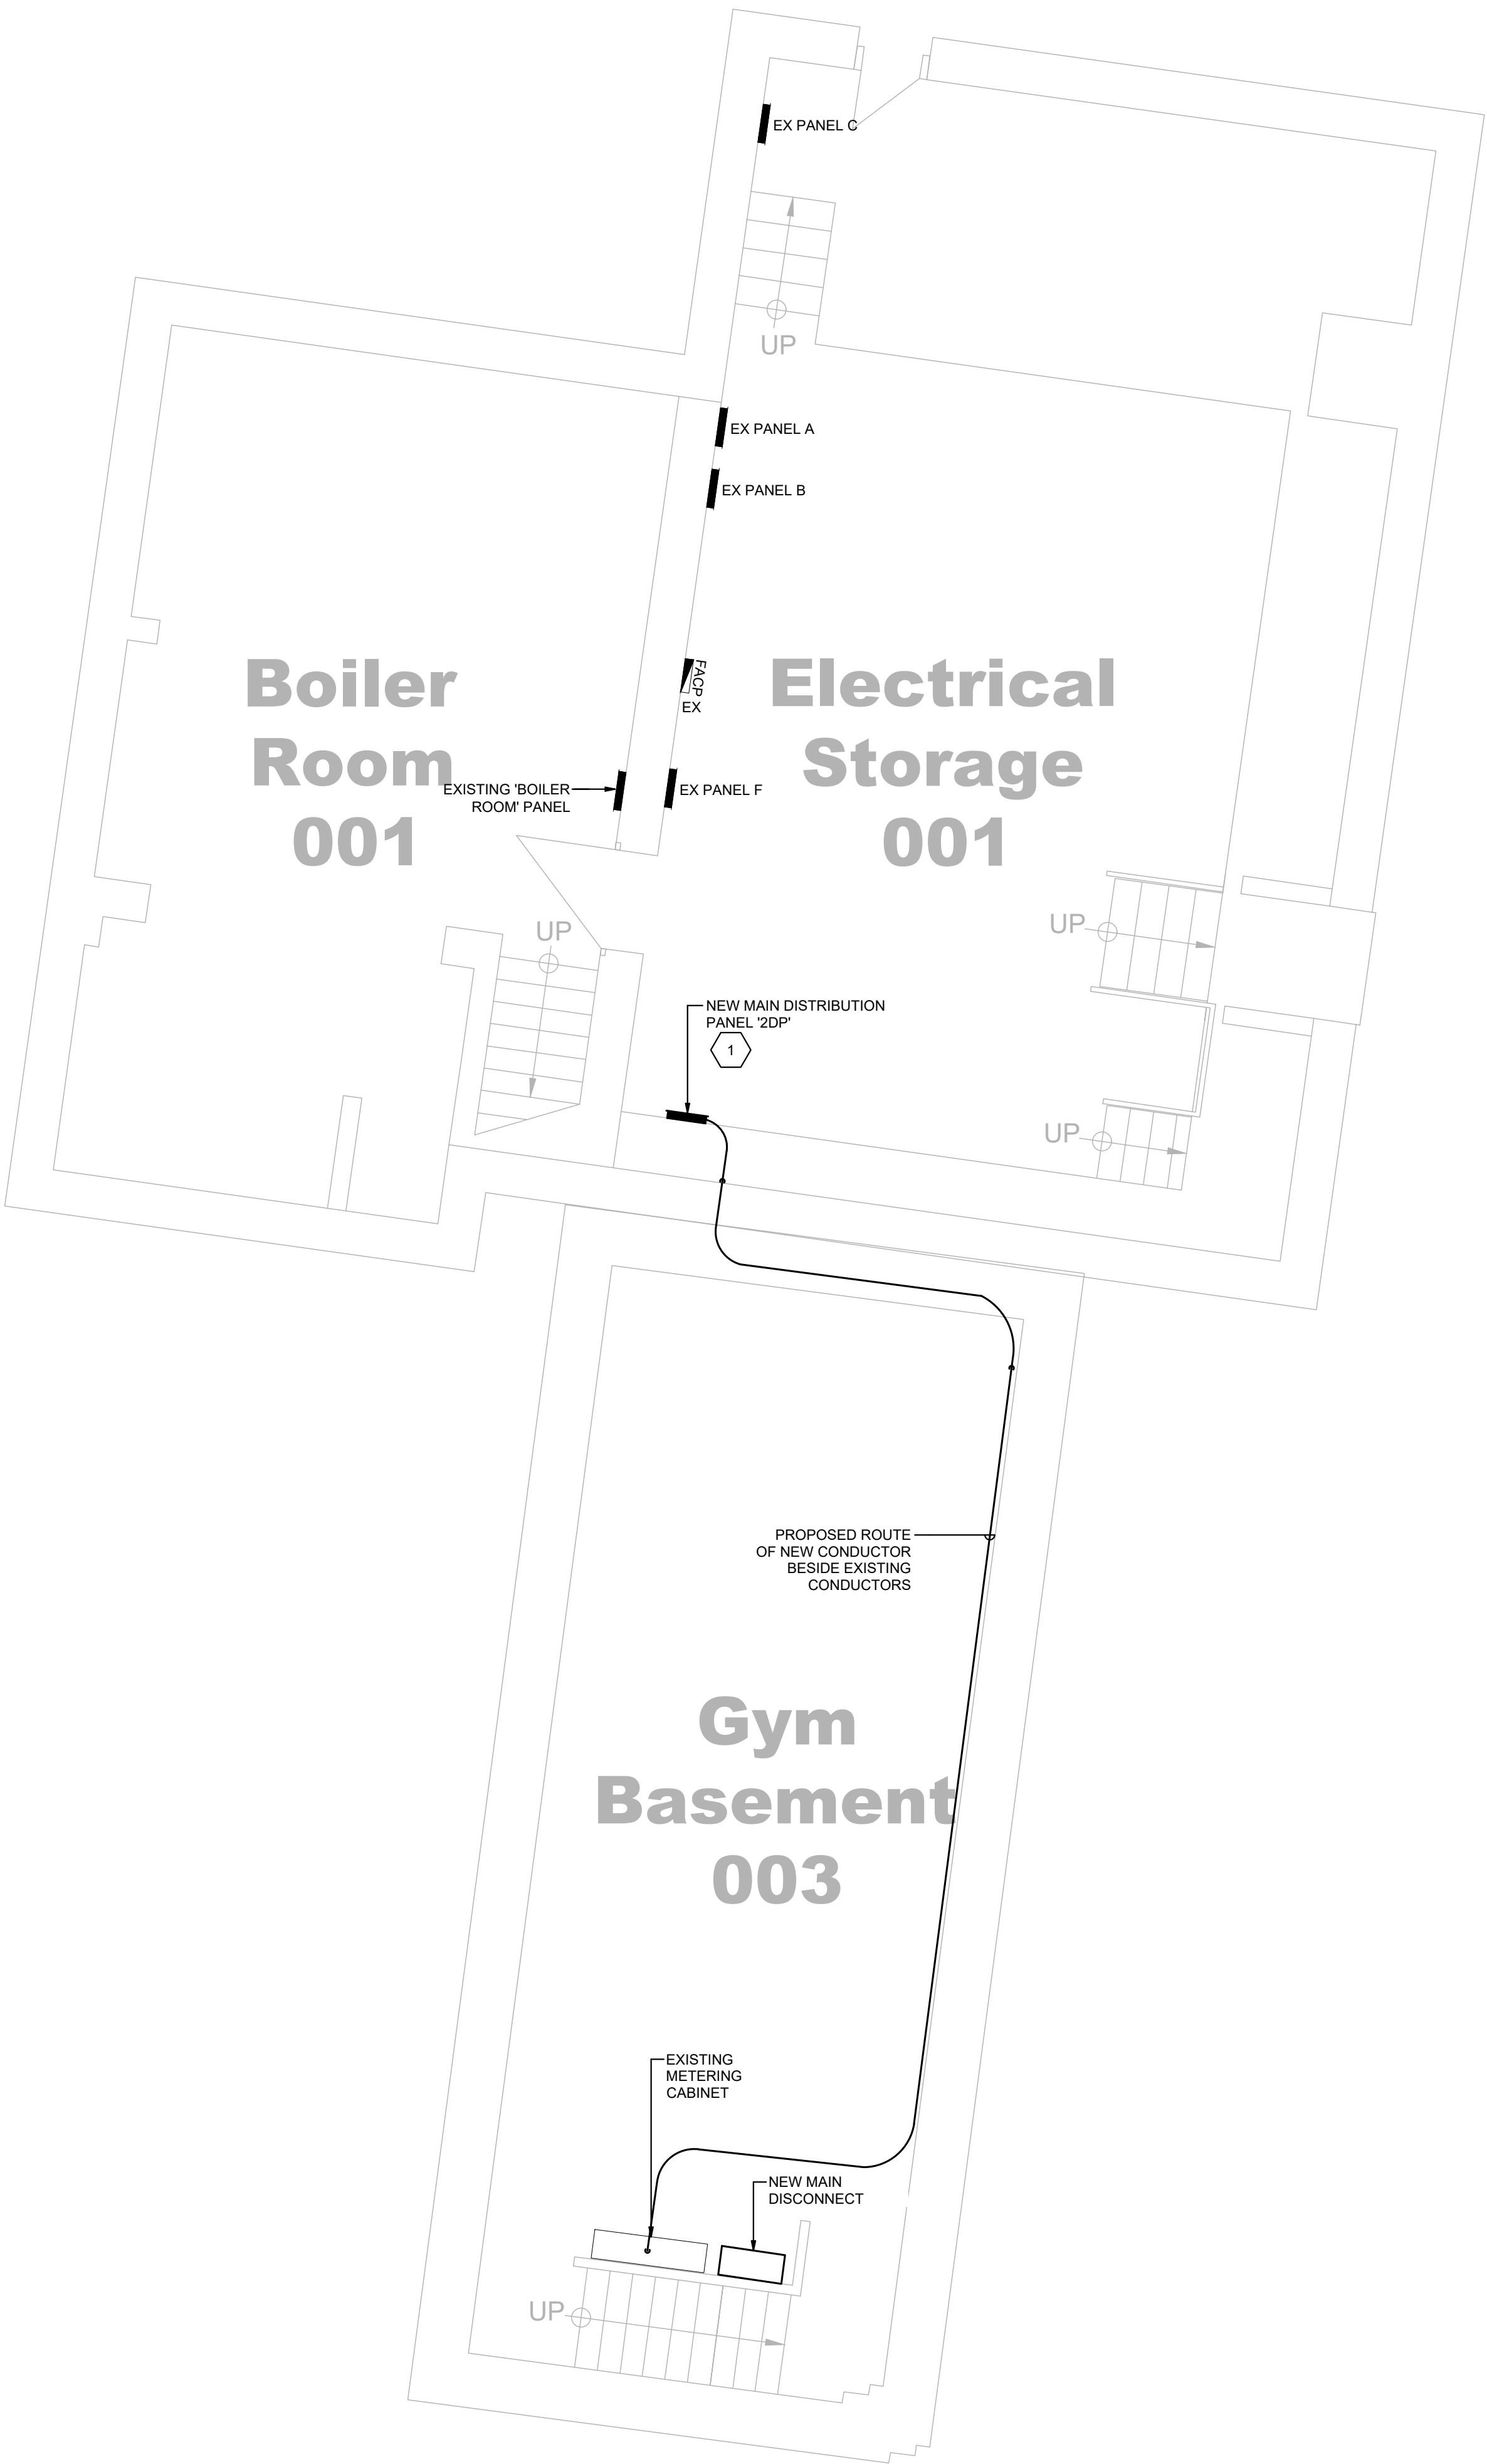 EX PANEL C
UP
EX PANEL A
EX PANEL B
Boiler
Room
001
Electrical
Storage
001
FACP
EX
EXISTING 'BOILER
ROOM' PANEL
EX PANEL F
UP
UP
NEW MAIN DISTRIBUTION
PANEL '2DP'
1
UP
PROPOSED ROUTE
OF NEW CONDUCTOR
BESIDE EXISTING
CONDUCTORS
Gym
Basement
003
EXISTING
METERING
CABINET
NEW MAIN
DISCONNECT
UP